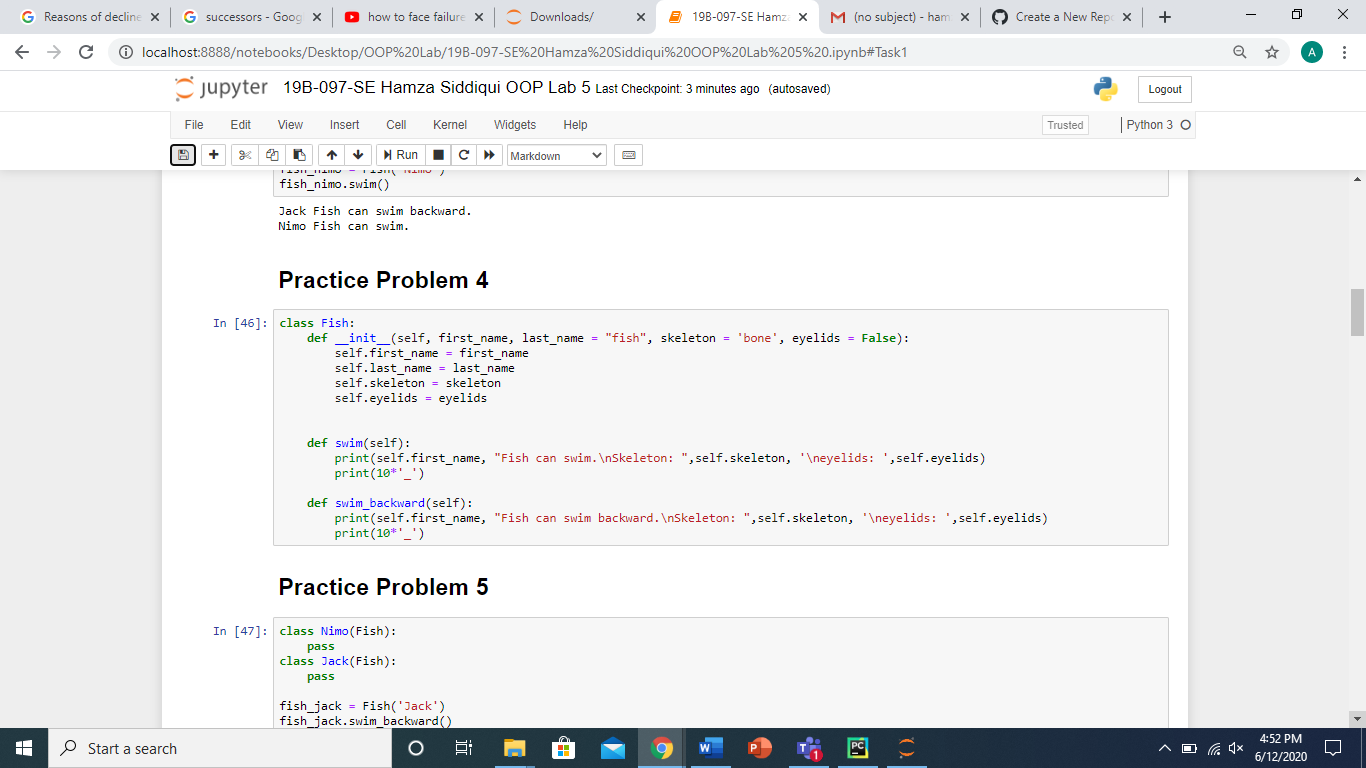 Reasons of decline
successors - Goog
how to face failure
Downloads/
19B-097-SE Hamz
(no subject) - ham
Create a New Repo
localhost:8888/notebooks/Desktop/OOP%20Lab/19B-097-SE%20Hamza%20Siddiqui%20OOP%20Lab%205%20.ipynb#Task1
A
jupyter 19B-097-SE Hamza Siddiqui OOP Lab 5 Last Checkpoint: 3 minutes ago (autosaved)
Logout
File Edit View Insert Cell Kernel Widgets Help
Trusted
Python 3
Run
Markdown
fish_nimo = Fish('Nimo')
fish_nimo.swim()
Jack Fish can swim backward.
Nimo Fish can swim.
Practice Problem 4
In [46]:
class Fish:
def __init__(self, first_name, last_name = "fish", skeleton = 'bone', eyelids = False):
self.first_name = first_name
self.last_name = last_name
self.skeleton = skeleton
self.eyelids = eyelids
def swim(self):
print(self.first_name, "Fish can swim.\nSkeleton: ",self.skeleton, '\neyelids: ',self.eyelids)
print(10*'_')
def swim_backward(self):
print(self.first_name, "Fish can swim backward.\nSkeleton: ",self.skeleton, '\neyelids: ',self.eyelids)
print(10*'_')
Practice Problem 5
In [47]:
class Nimo(Fish):
pass
class Jack(Fish):
pass
fish_jack = Fish('Jack')
fish_jack.swim_backward()
Start a search
4:52 PM
6/12/2020